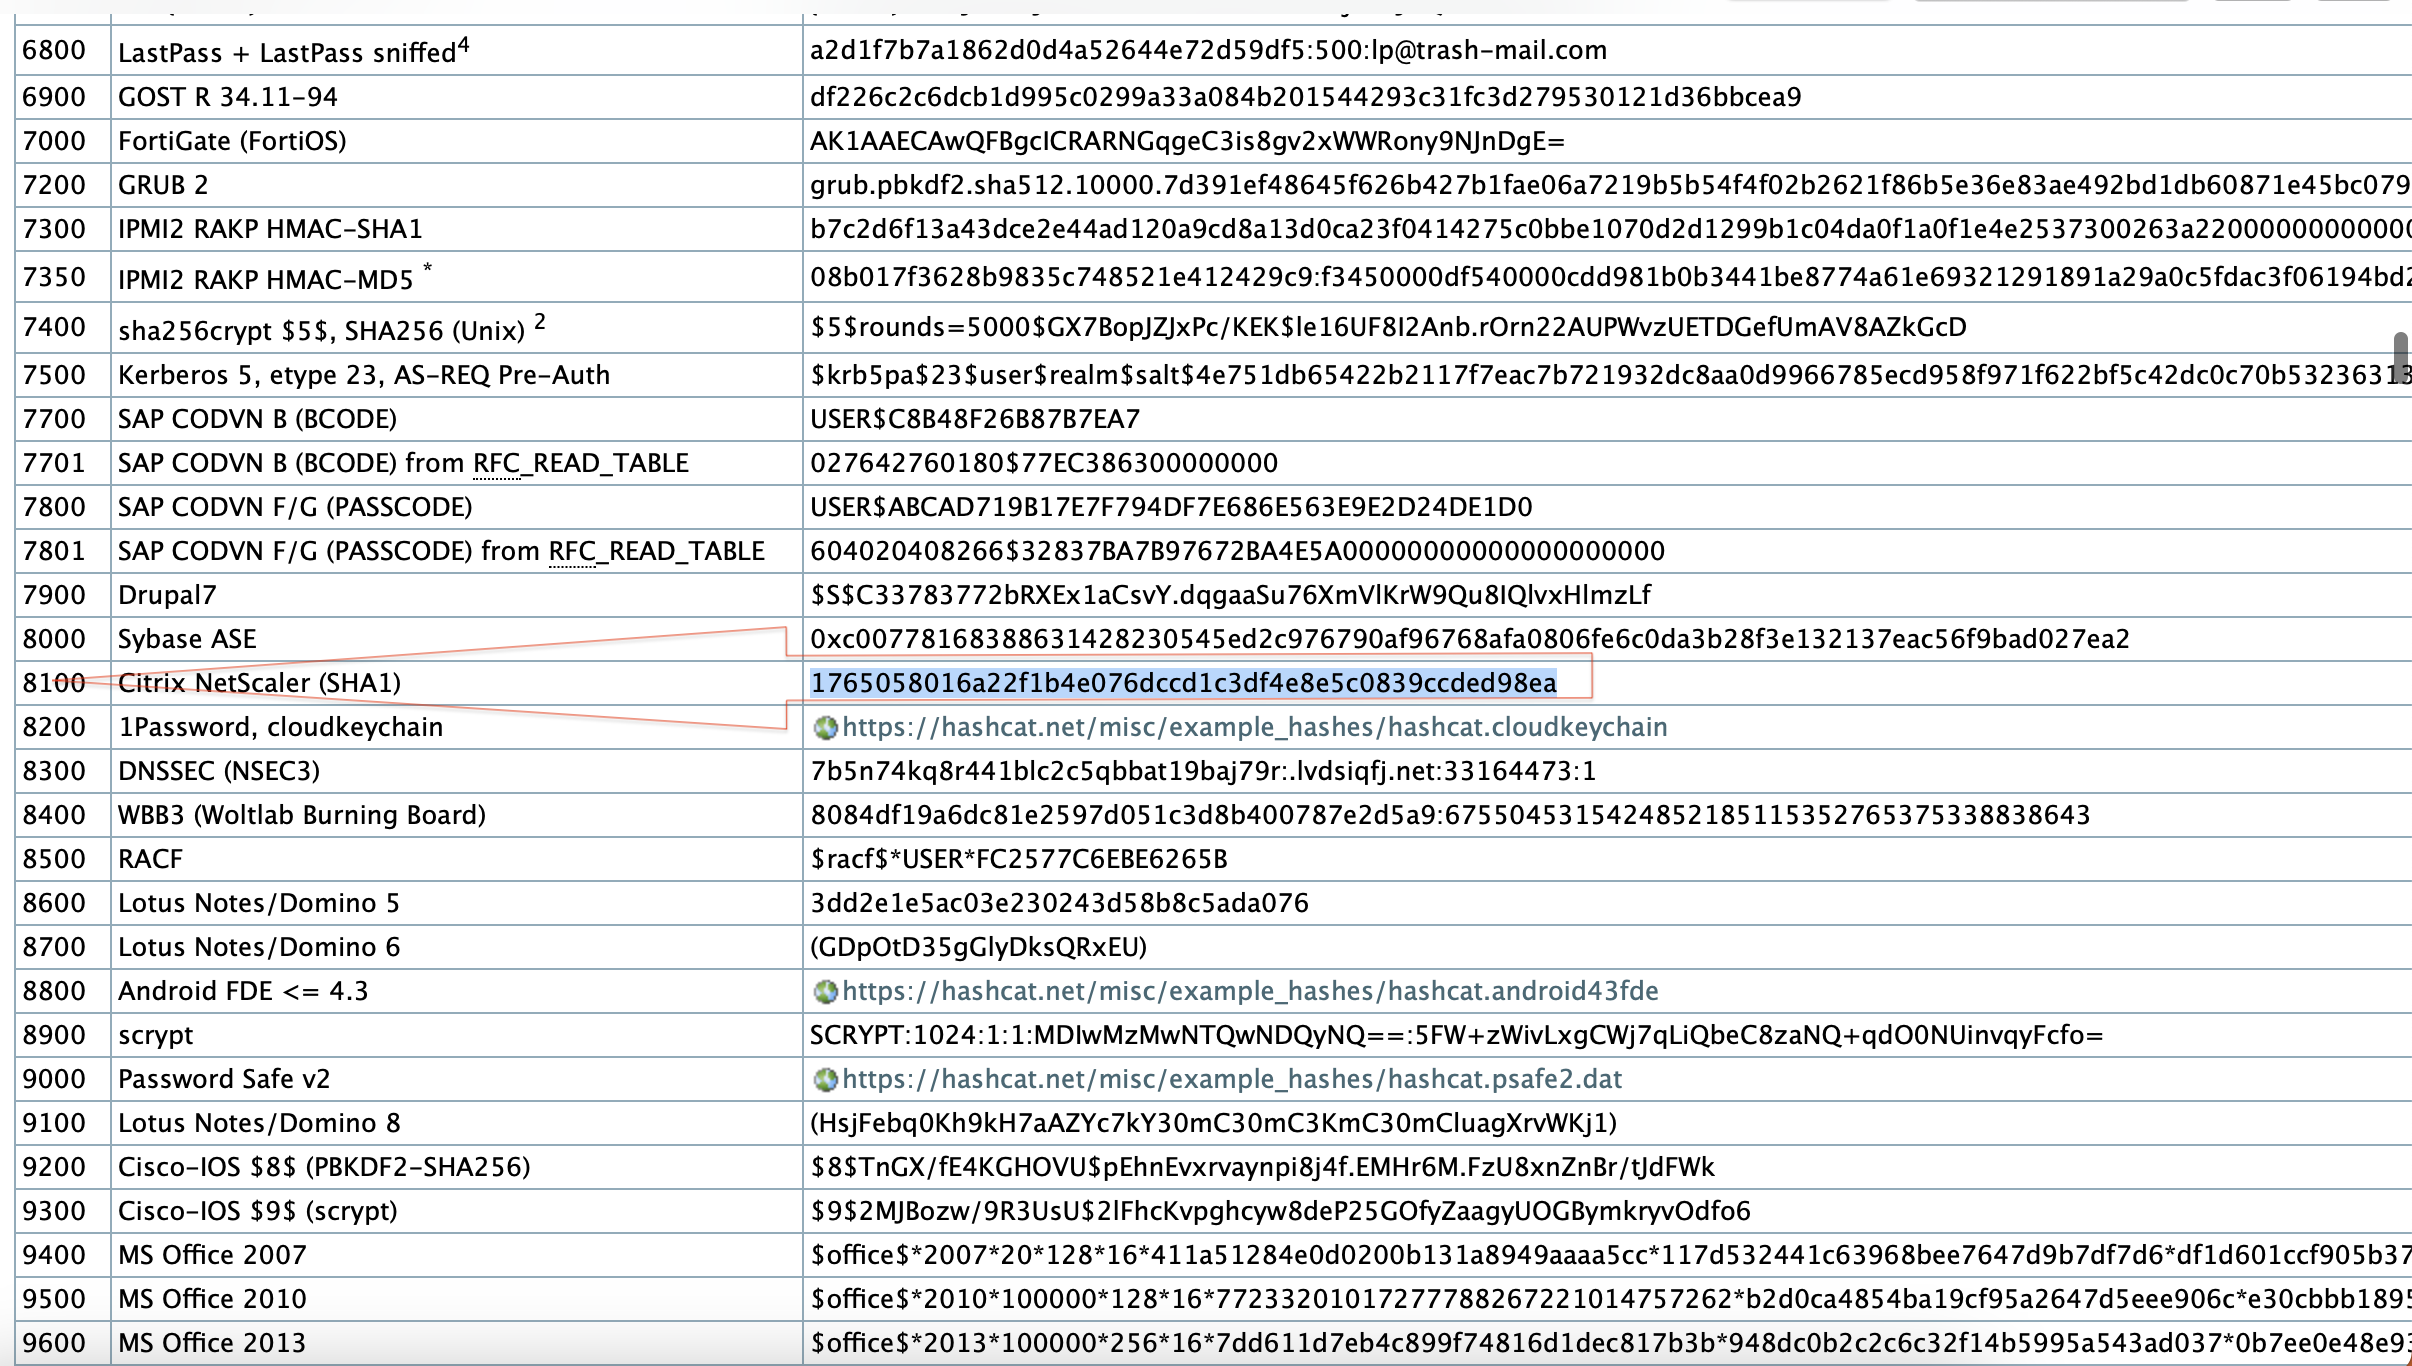 6800 LastPass + LastPass sniffed4 a2d1f7b7a1862d0d4a52644e72d59df5:500:lp@trash-mail.com
6900 GOST R 34.11-94 df226c2c6dcb1d995c0299a33a084b201544293c31fc3d279530121d36bbcea9
7000 FortiGate (FortiOS) AK1AAECAwQFBgcICRARNGqgeC3is8gv2xWWRony9NJnDgE=
7200 GRUB 2 grub.pbkdf2.sha512.10000.7d391ef48645f626b427b1fae06a7219b5b54f4f02b2621f86b5e36e83ae492bd1db60871e45bc079
7300 IPMI2 RAKP HMAC-SHA1 b7c2d6f13a43dce2e44ad120a9cd8a13d0ca23f0414275c0bbe1070d2d1299b1c04da0f1a0f1e4e2537300263a2200000000000
7350 IPMI2 RAKP HMAC-MD5 * 08b017f3628b9835c748521e412429c9:f3450000df540000cdd981b0b3441be8774a61e69321291891a29a0c5fdac3f06194bd2
7400 sha256crypt $5$, SHA256 (Unix) 2 $5$rounds=5000$GX7BopJZJxPc/KEK$le16UF8I2Anb.rOrn22AUPWvzUETDGefUmAV8AZkGcD
7500 Kerberos 5, etype 23, AS-REQ Pre-Auth $krb5pa$23$user$realm$salt$4e751db65422b2117f7eac7b721932dc8aa0d9966785ecd958f971f622bf5c42dc0c70b53236313
7700 SAP CODVN B (BCODE) USER$C8B48F26B87B7EA7
7701 SAP CODVN B (BCODE) from RFC_READ_TABLE 027642760180$77EC386300000000
7800 SAP CODVN F/G (PASSCODE) USER$ABCAD719B17E7F794DF7E686E563E9E2D24DE1D0
7801 SAP CODVN F/G (PASSCODE) from RFC_READ_TABLE 604020408266$32837BA7B97672BA4E5A00000000000000000000
7900 Drupal7 $S$C33783772bRXEx1aCsvY.dqgaaSu76XmVlKrW9Qu8IQlvxHlmzLf
8000 Sybase ASE 0xc00778168388631428230545ed2c976790af96768afa0806fe6c0da3b28f3e132137eac56f9bad027ea2
8100 Citrix NetScaler (SHA1) 1765058016a22f1b4e076dccd1c3df4e8e5c0839ccded98ea
8200 1Password, cloudkeychain https://hashcat.net/misc/example_hashes/hashcat.cloudkeychain
8300 DNSSEC (NSEC3) 7b5n74kq8r441blc2c5qbbat19baj79r:.lvdsiqfj.net:33164473:1
8400 WBB3 (Woltlab Burning Board) 8084df19a6dc81e2597d051c3d8b400787e2d5a9:6755045315424852185115352765375338838643
8500 RACF $racf$*USER*FC2577C6EBE6265B
8600 Lotus Notes/Domino 5 3dd2e1e5ac03e230243d58b8c5ada076
8700 Lotus Notes/Domino 6 (GDpOtD35gGlyDksQRxEU)
8800 Android FDE <= 4.3 https://hashcat.net/misc/example_hashes/hashcat.android43fde
8900 scrypt SCRYPT:1024:1:1:MDIwMzMwNTQwNDQyNQ==:5FW+zWivLxgCWj7qLiQbeC8zaNQ+qdO0NUinvqyFcfo=
9000 Password Safe v2 https://hashcat.net/misc/example_hashes/hashcat.psafe2.dat
9100 Lotus Notes/Domino 8 (HsjFebq0Kh9kH7aAZYc7kY30mC30mC3KmC30mCluagXrvWKj1)
9200 Cisco-IOS $8$ (PBKDF2-SHA256) $8$TnGX/fE4KGHOVU$pEhnEvxrvaynpi8j4f.EMHr6M.FzU8xnZnBr/tJdFWk
9300 Cisco-IOS $9$ (scrypt) $9$2MJBozw/9R3UsU$2lFhcKvpghcyw8deP25GOfyZaagyUOGBymkryvOdfo6
9400 MS Office 2007 $office$*2007*20*128*16*411a51284e0d0200b131a8949aaaa5cc*117d532441c63968bee7647d9b7df7d6*df1d601ccf905b37
9500 MS Office 2010 $office$*2010*100000*128*16*77233201017277788267221014757262*b2d0ca4854ba19cf95a2647d5eee906c*e30cbbb1895
9600 MS Office 2013 $office$*2013*100000*256*16*7dd611d7eb4c899f74816d1dec817b3b*948dc0b2c2c6c32f14b5995a543ad037*0b7ee0e48e93